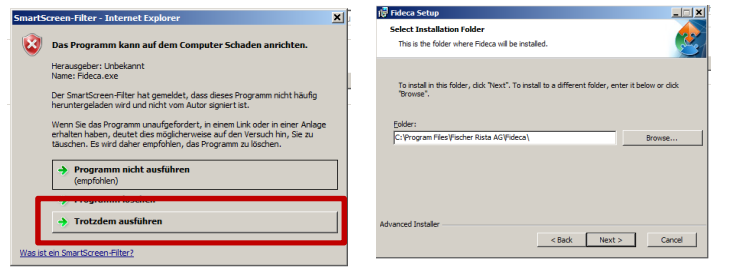 SmartScreen-Filter - Internet Explorer
Das Programm kann auf dem Computer Schaden anrichten.
Herausgeber: Unbekannt
Name: Fideca.exe
Der SmartScreen-Filter hat gemeldet, dass dieses Programm nicht häufig
heruntergeladen wird und nicht vom Autor signiert ist.
Wenn Sie das Programm unaufgefordert, in einem Link oder in einer Anlage
erhalten haben, deutet dies möglicherweise auf den Versuch hin, Sie zu
täuschen. Es wird daher empfohlen, das Programm zu löschen.
Programm nicht ausführen
(empfohlen)
Programm löschen
Trotzdem ausführen
Was ist ein SmartScreen-Filter?
Fideca Setup
Select Installation Folder
This is the folder where Fideca will be installed.
To install in this folder, click "Next". To install to a different folder, enter it below or click
"Browse".
Folder:
C:\Program Files\Fischer Rista AG\Fideca\
Browse...
Advanced Installer
< Back
Next >
Cancel